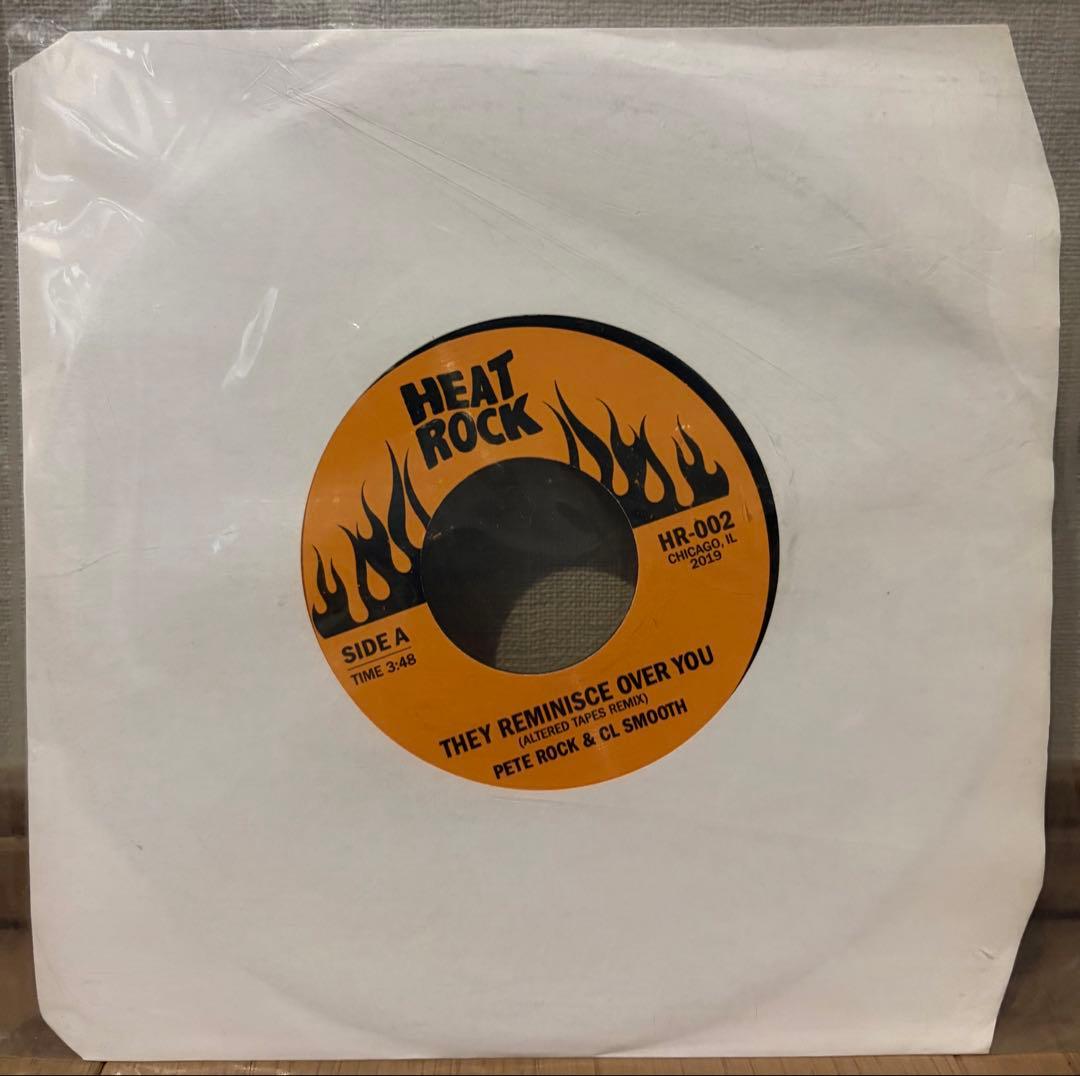 HEAT
ROCK
HR-002
CHICAGO, IL
2019
SIDE A
TIME 3:48
THEY REMINISCE OVER YOU
(ALTERED TAPES REMIX)
PETE ROCK & CL SMOOTH